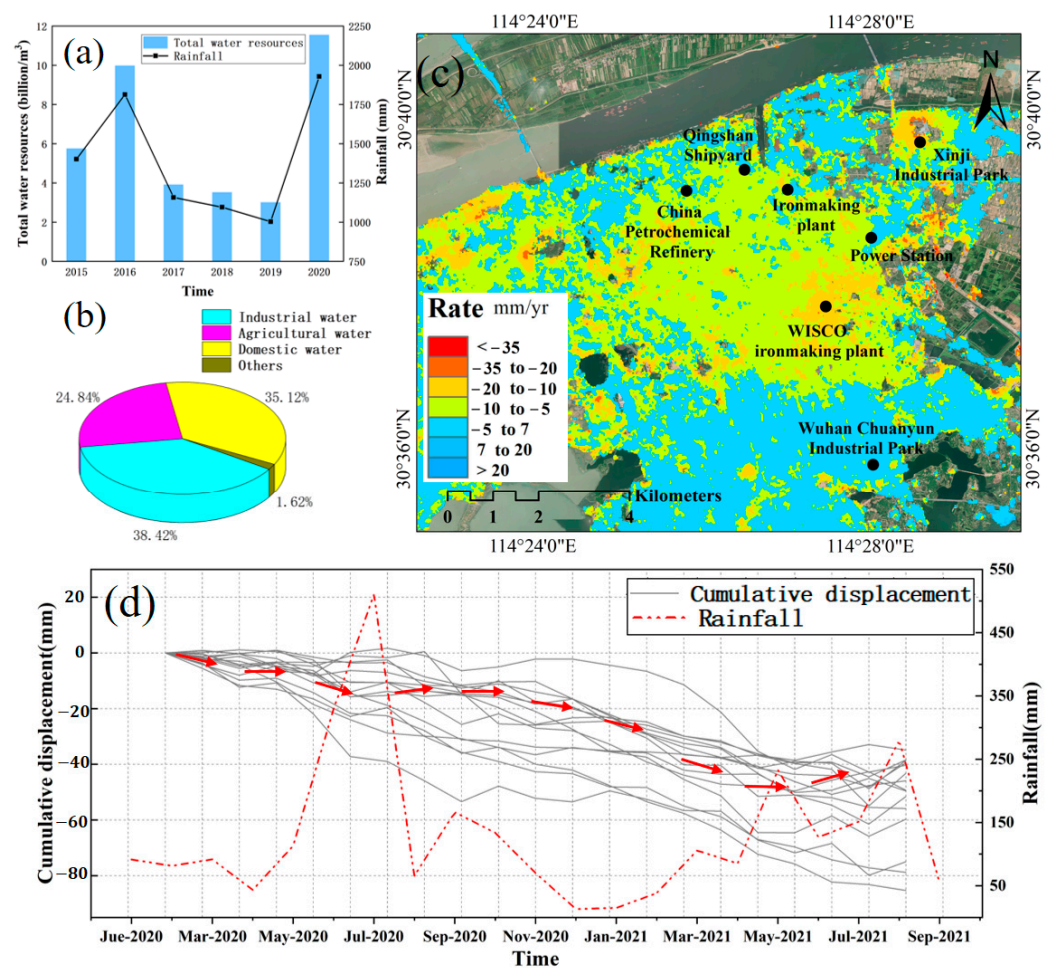 (a)
Total water resources (billion/m³)
12
10
8
6
4
2
0
Total water resources
Rainfall
2250
2000
1750
1500
1250
1000
750
Rainfall (mm)
2015 2016 2017 2018 2019 2020
Time
(b)
Industrial water
Agricultural water
Domestic water
Others
24.84%
35.12%
1.62%
38.42%
(c)
114°24'0"E 114°28'0"E
30°40'0"N
30°36'0"N
30°40'0"N
30°36'0"N
N
Qingshan
Shipyard
Xinji
Industrial Park
China
Petrochemical
Refinery
Ironmaking
plant
Power Station
WISCO
ironmaking plant
Wuhan Chuanyun
Industrial Park
Rate mm/yr
<-35
-35 to -20
-20 to -10
-10 to -5
-5 to 7
7 to 20
>20
Kilometers
0 1 2 4
114°24'0"E 114°28'0"E
(d)
Cumulative displacement(mm)
20
0
-20
-40
-60
-80
Cumulative displacement
Rainfall
550
450
350
250
150
50
Rainfall(mm)
Jue-2020 Mar-2020 May-2020 Jul-2020 Sep-2020 Nov-2020 Jan-2021 Mar-2021 May-2021 Jul-2021 Sep-2021
Time